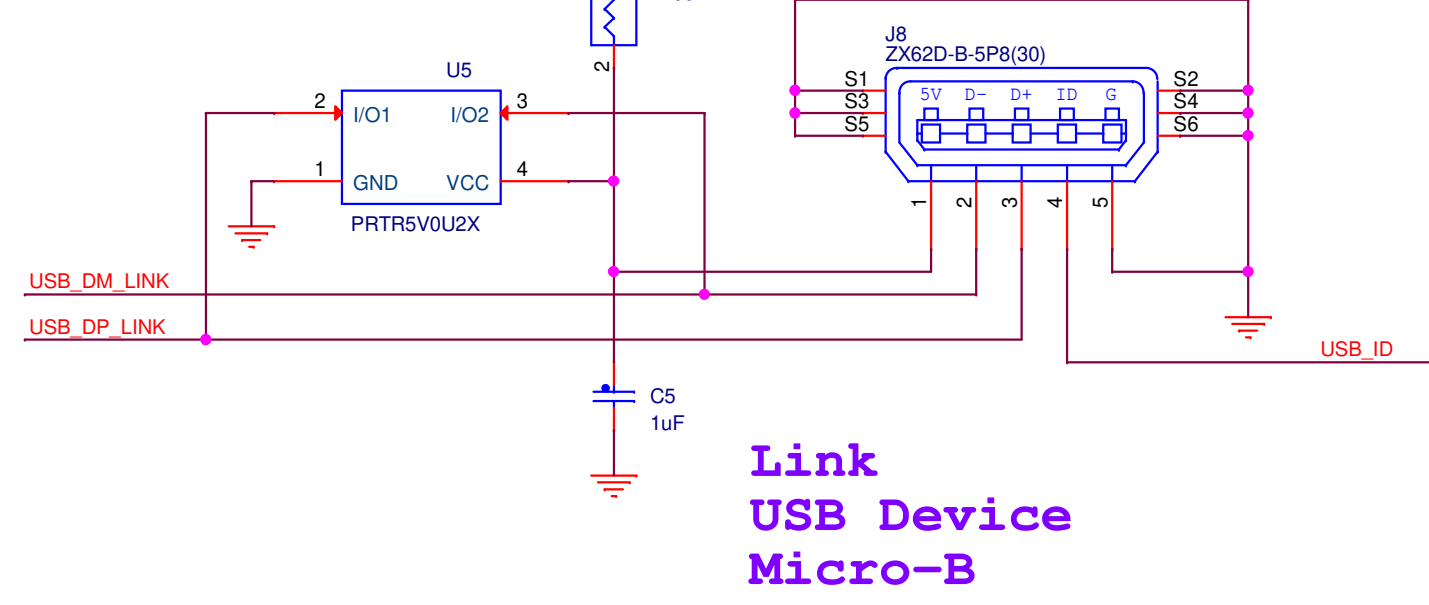 J8
ZX62D-B-5P8(30)
2
U5
S1
S2
S3
S4
S5
S6
5V D- D+ ID G
2
3
I/O1
I/O2
1
4
GND
VCC
PRTR5V0U2X
1
2
3
4
5
USB_DM_LINK
USB_DP_LINK
USB_ID
C5
1uF
Link
USB Device
Micro-B